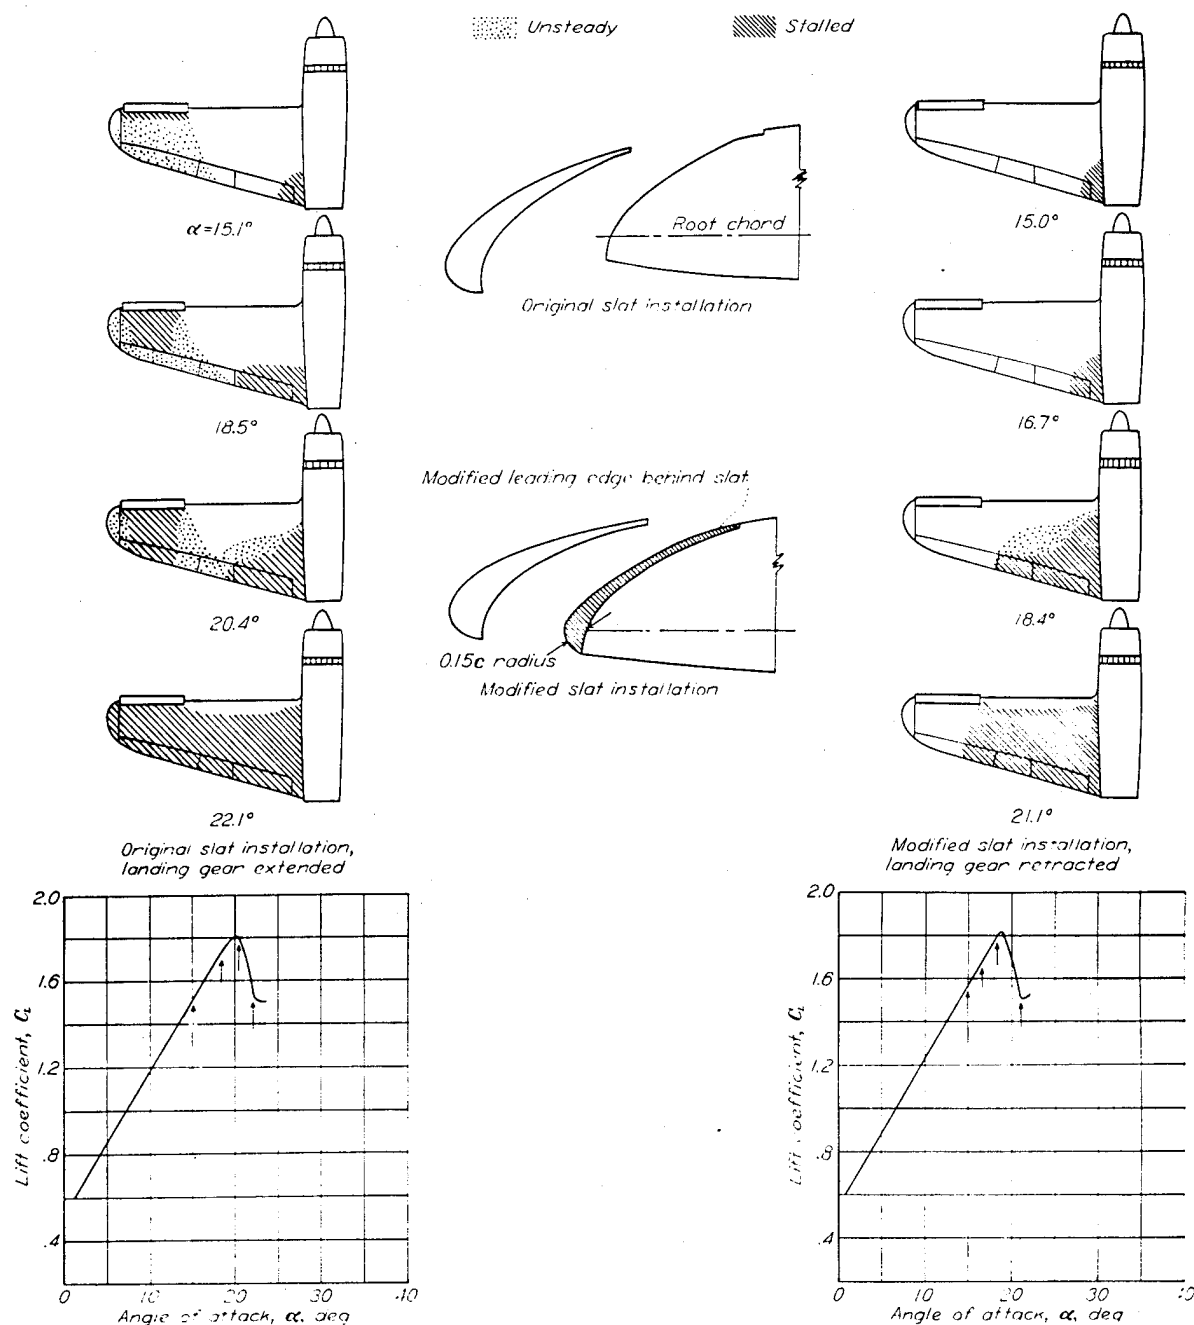 Unsteady
Stalled
α=15.1°
18.5°
20.4°
22.1°
Original slat installation,
landing gear extended
Root chord
Original slat installation
Modified leading edge behind slat
0.15c radius
Modified slat installation
15.0°
16.7°
18.4°
21.1°
Modified slat installation,
landing gear retracted
2.0
1.6
1.2
.8
.4
Lift coefficient, C_L
0 10 20 30 40
Angle of attack, α, deg
2.0
1.6
1.2
.8
.4
Lift coefficient, C_L
0 10 20 30 40
Angle of attack, α, deg